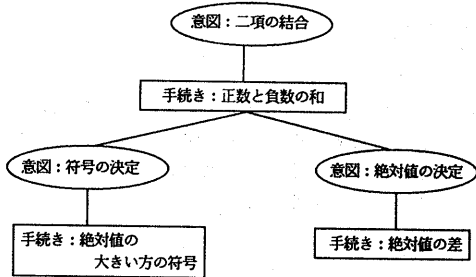 意図：二項の結合
手続き：正数と負数の和
意図：符号の決定
意図：絶対値の決定
手続き：絶対値の
大きい方の符号
手続き：絶対値の差